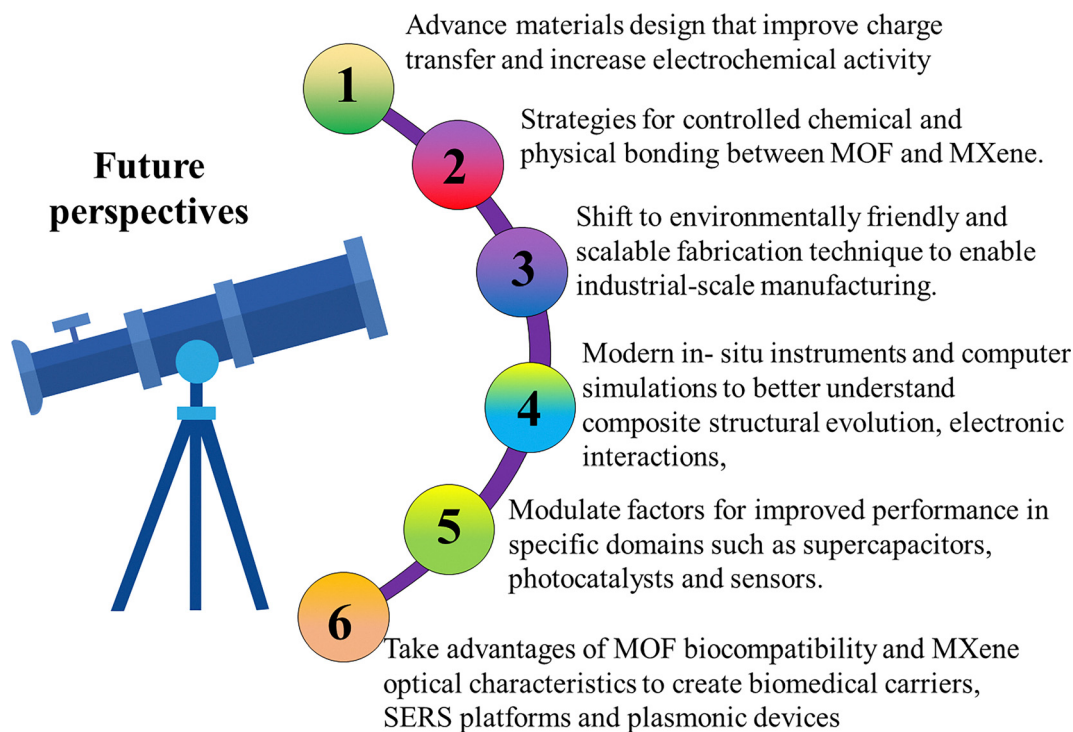 Future
perspectives
1
Advance materials design that improve charge
transfer and increase electrochemical activity
2
Strategies for controlled chemical and
physical bonding between MOF and MXene.
3
Shift to environmentally friendly and
scalable fabrication technique to enable
industrial-scale manufacturing.
4
Modern in- situ instruments and computer
simulations to better understand
composite structural evolution, electronic
interactions,
5
Modulate factors for improved performance in
specific domains such as supercapacitors,
photocatalysts and sensors.
6
Take advantages of MOF biocompatibility and MXene
optical characteristics to create biomedical carriers,
SERS platforms and plasmonic devices